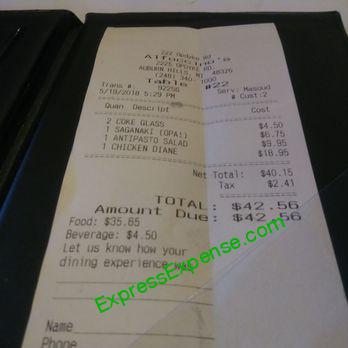 222 Opdyke Rd
Alfoccino's
2225 OPDYKE RD.
AUBURN HILLS, MI 48326
(248) 340-1000
Table #22
Trans #: 92256 Serv: Masoud
5/19/2018 5:29 PM # Cust:2
Quan Descript Cost
2 COKE GLASS $4.50
1 SAGANAKI (OPA!) $6.75
1 ANTIPASTO SALAD $9.95
1 CHICKEN DIANE $18.95
Net Total: $40.15
Tax $2.41
TOTAL: $42.56
Amount Due: $42.56
Food: $35.65
Beverage: $4.50
Let us know how your
dining experience was
ExpressExpense.com
Name
Phone